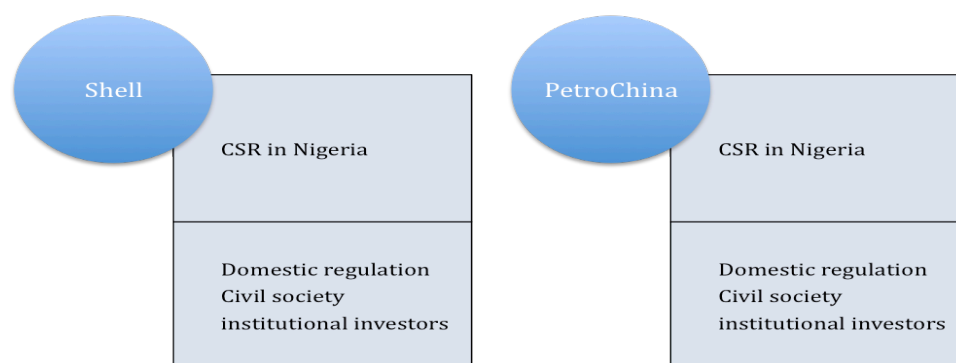 Shell
CSR in Nigeria
Domestic regulation
Civil society
institutional investors
PetroChina
CSR in Nigeria
Domestic regulation
Civil society
institutional investors